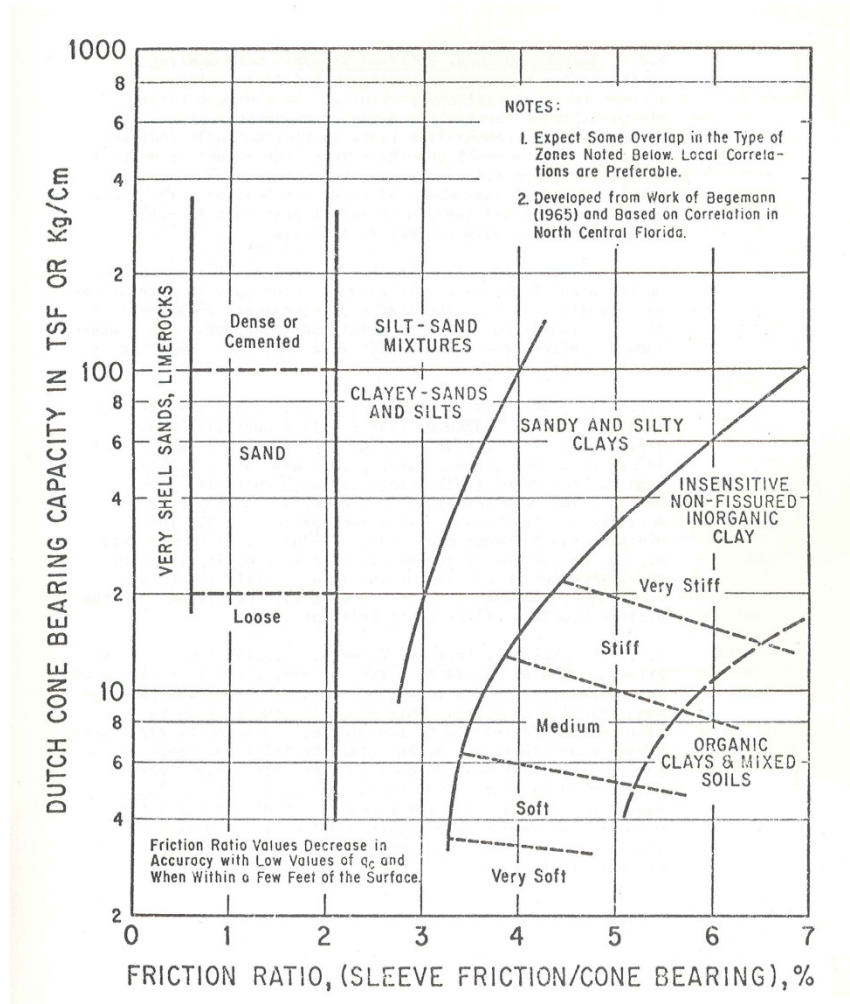 DUTCH CONE BEARING CAPACITY IN TSF OR Kg/Cm
1000
8
6
4
2
100
8
6
4
2
10
8
6
4
2
NOTES:
1. Expect Some Overlap in the Type of
Zones Noted Below. Local Correla-
tions are Preferable.
2. Developed from Work of Begemann
(1965) and Based on Correlation in
North Central Florida.
VERY SHELL SANDS, LIMEROCKS
Dense or
Cemented
SAND
Loose
SILT-SAND
MIXTURES
CLAYEY-SANDS
AND SILTS
SANDY AND SILTY
CLAYS
INSENSITIVE
NON-FISSURED
INORGANIC
CLAY
Very Stiff
Stiff
Medium
ORGANIC
CLAYS & MIXED
SOILS
Soft
Very Soft
Friction Ratio Values Decrease in
Accuracy with Low Values of qc and
When Within a Few Feet of the Surface.
0 1 2 3 4 5 6 7
FRICTION RATIO, (SLEEVE FRICTION/CONE BEARING), %